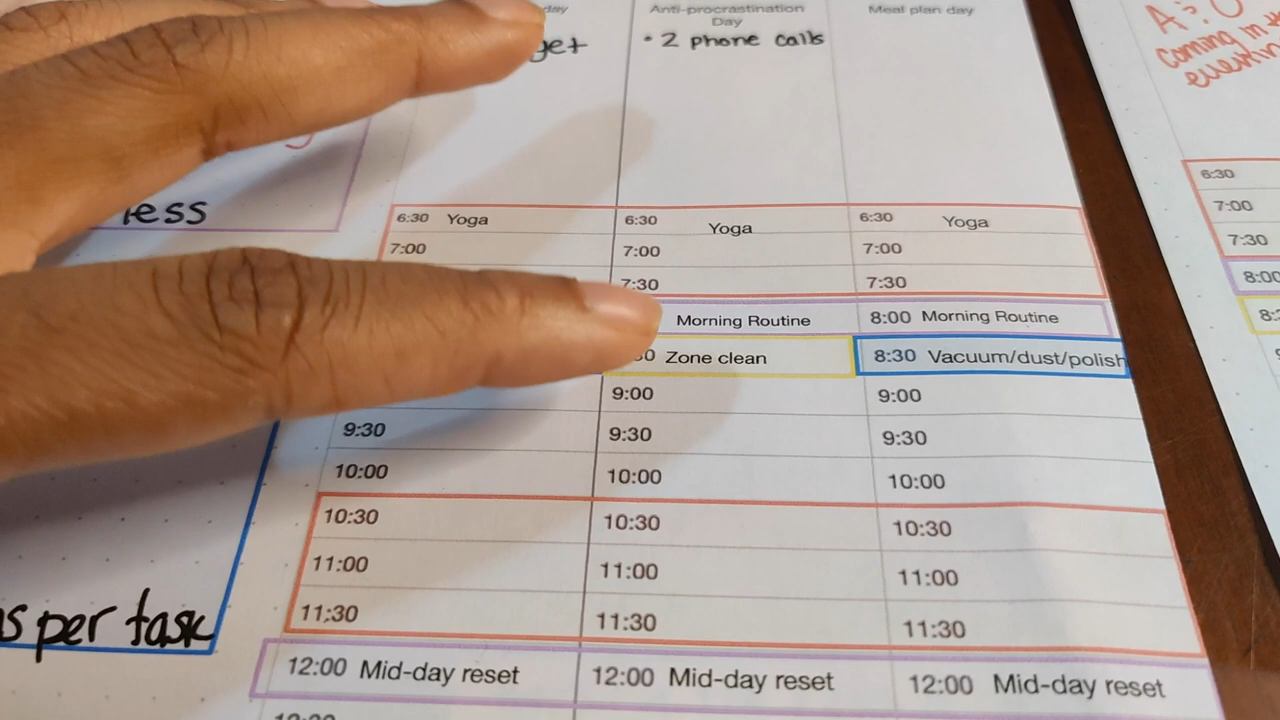 day
Anti-procrastination
Day
Meal plan day
get
• 2 phone calls
coming in
less
6:30 Yoga
7:00
6:30 Yoga
7:00
7:30
Morning Routine
Zone clean
9:00
6:30 Yoga
7:00
7:30
8:00 Morning Routine
8:30 Vacuum/dust/polish
9:00
6:30
7:00
7:30
8:00
9:30
10:00
10:30
11:00
11:30
12:00 Mid-day reset
9:30
10:00
10:30
11:00
11:30
12:00 Mid-day reset
9:30
10:00
10:30
11:00
11:30
12:00 Mid-day reset
s per task